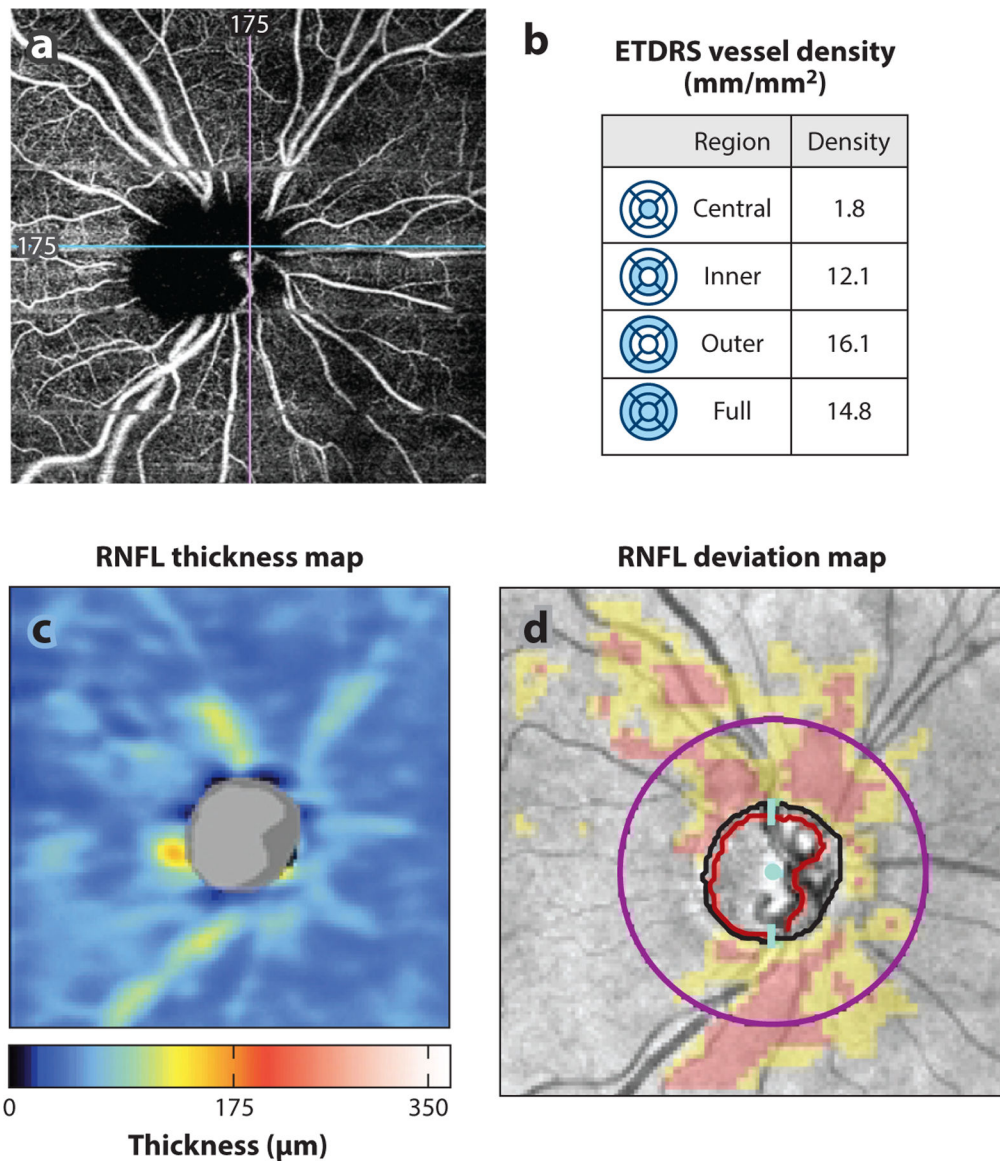 a
175
175
b
ETDRS vessel density
(mm/mm²)
Region Density
Central 1.8
Inner 12.1
Outer 16.1
Full 14.8
RNFL thickness map
c
0 175 350
Thickness (μm)
RNFL deviation map
d